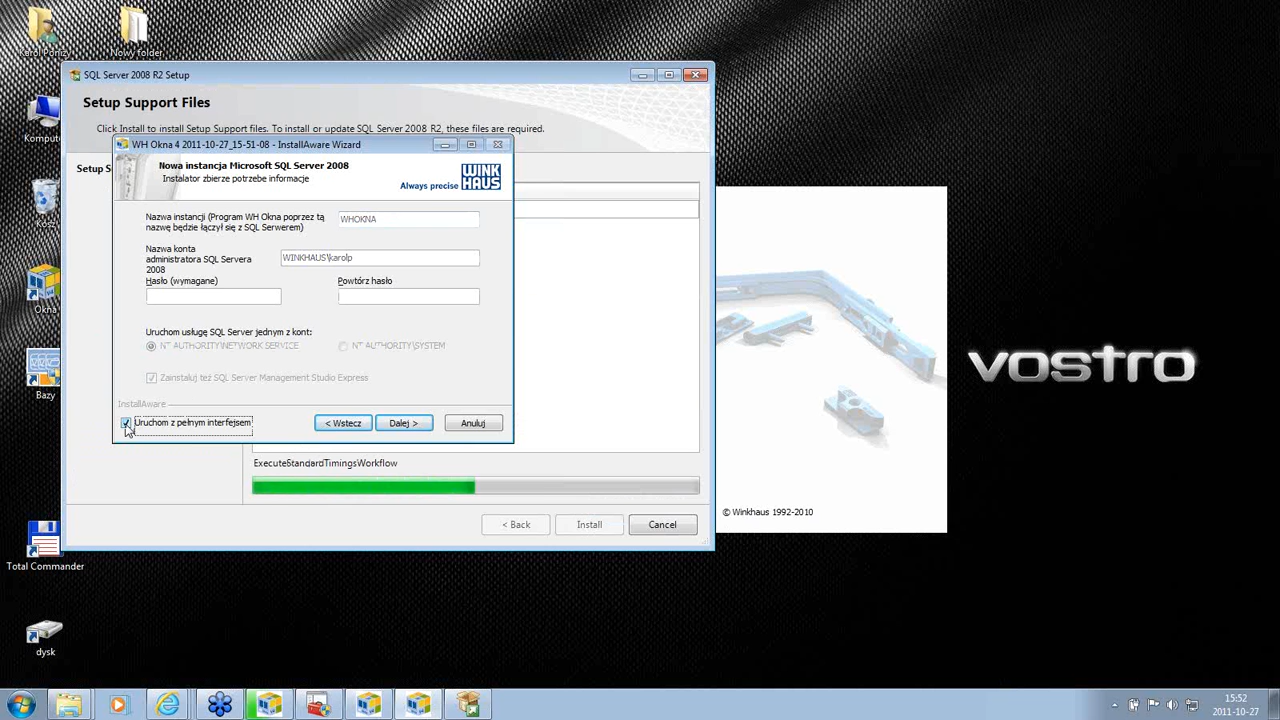 Karol Ponizy
Nowy folder
SQL Server 2008 R2 Setup
Setup Support Files
Click Install to install Setup Support files. To install or update SQL Server 2008 R2, these files are required.
Komput
WH Okna 4 2011-10-27_15-51-08 - InstallAware Wizard
Setup S
Nowa instancja Microsoft SQL Server 2008
Instalator zbierze potrzebe informacje
Always precise
WINK
HAUS
Kosz
Nazwa instancji (Program WH Okna poprzez tą
nazwę będzie łączył się z SQL Serwerem)
WHOKNA
Nazwa konta
administratora SQL Servera
2008
WINKHAUS\karolp
Hasło (wymagane)
Powtórz hasło
Okna
Uruchom usługę SQL Server jednym z kont:
NT AUTHORITY\NETWORK SERVICE
NT AUTHORITY\SYSTEM
vostro
Zainstaluj też SQL Server Management Studio Express
Bazy
InstallAware
Uruchom z pełnym interfejsem
< Wstecz
Dalej >
Anuluj
ExecuteStandardTimingsWorkflow
© Winkhaus 1992-2010
< Back
Install
Cancel
Total Commander
dysk
15:52
2011-10-27